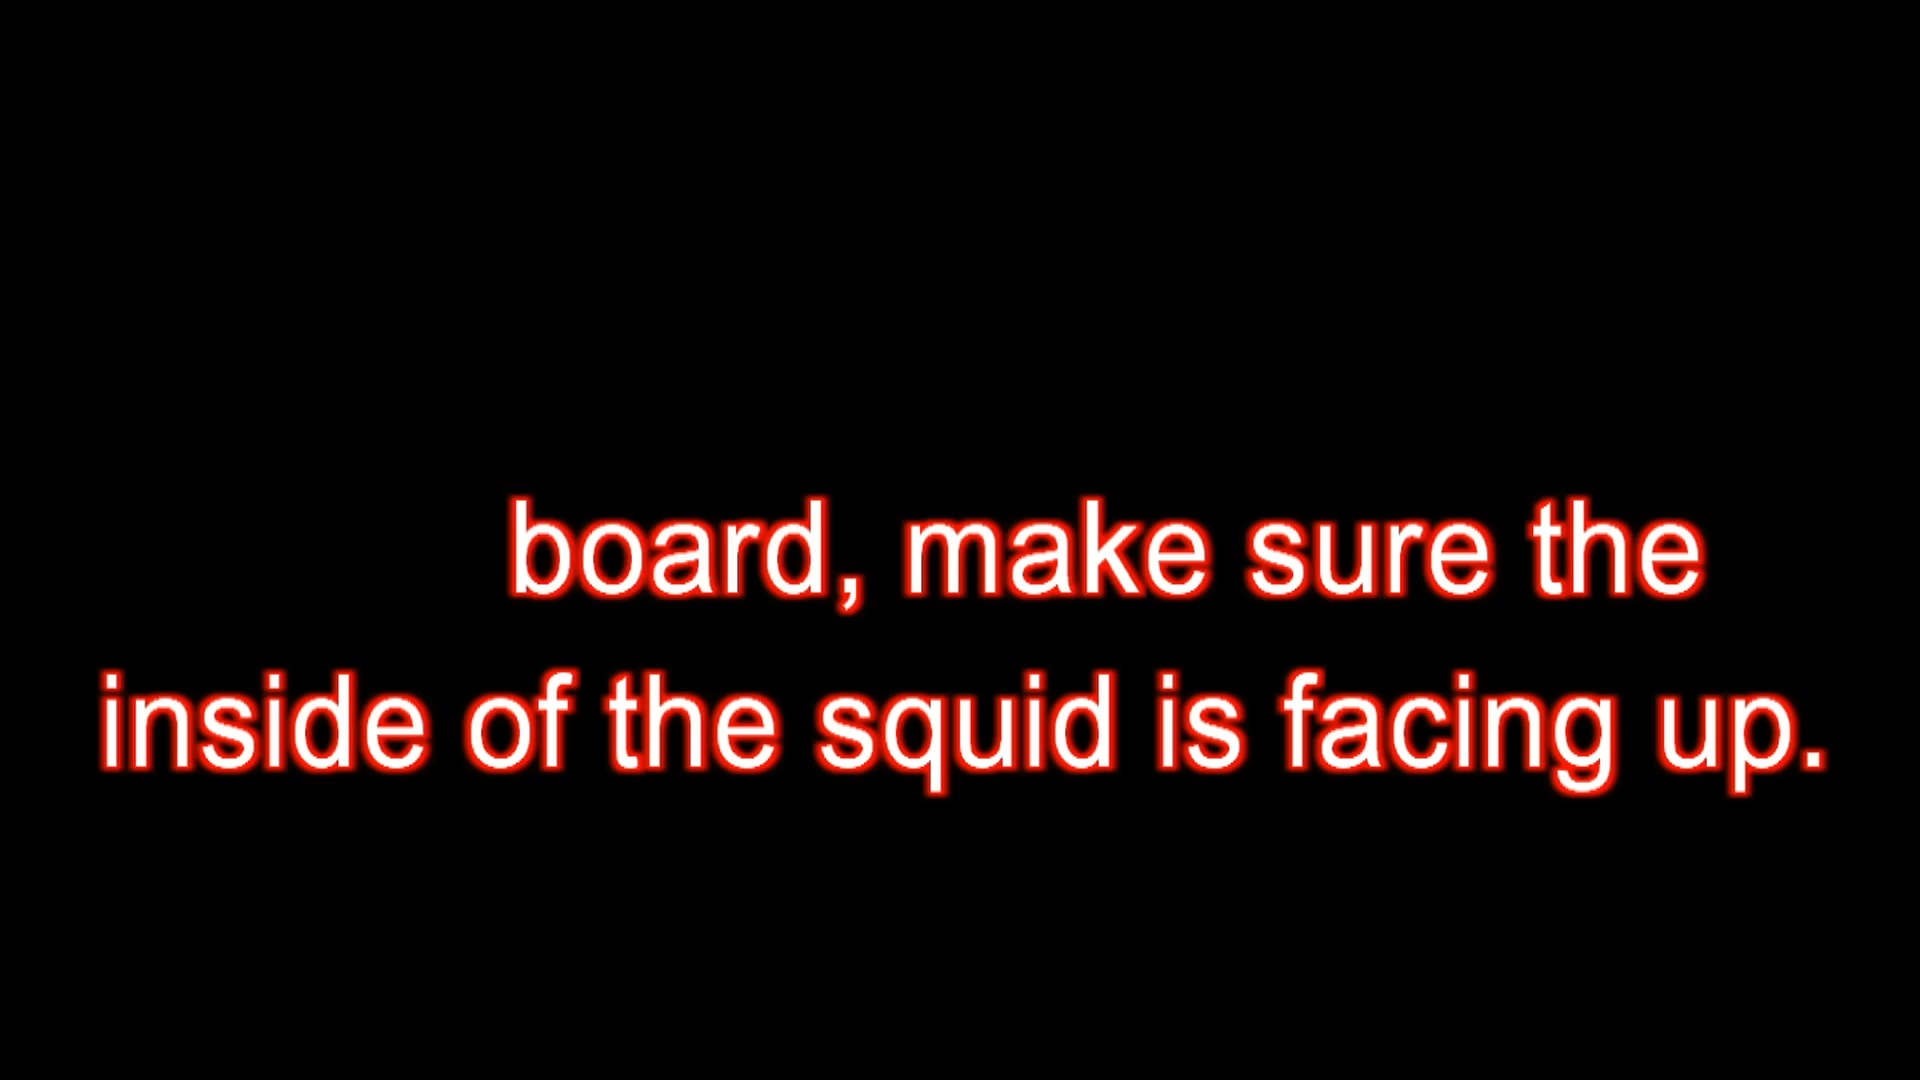 board, make sure the
inside of the squid is facing up.